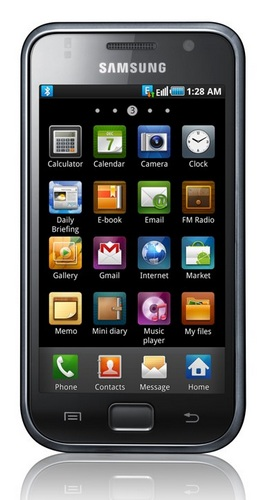 SAMSUNG
1:28 AM
3
7
Calculator Calendar Camera Clock
Daily
Briefing E-book Email FM Radio
Gallery Gmail Internet Market
Memo Mini diary Music
player My files
Phone Contacts Message Home